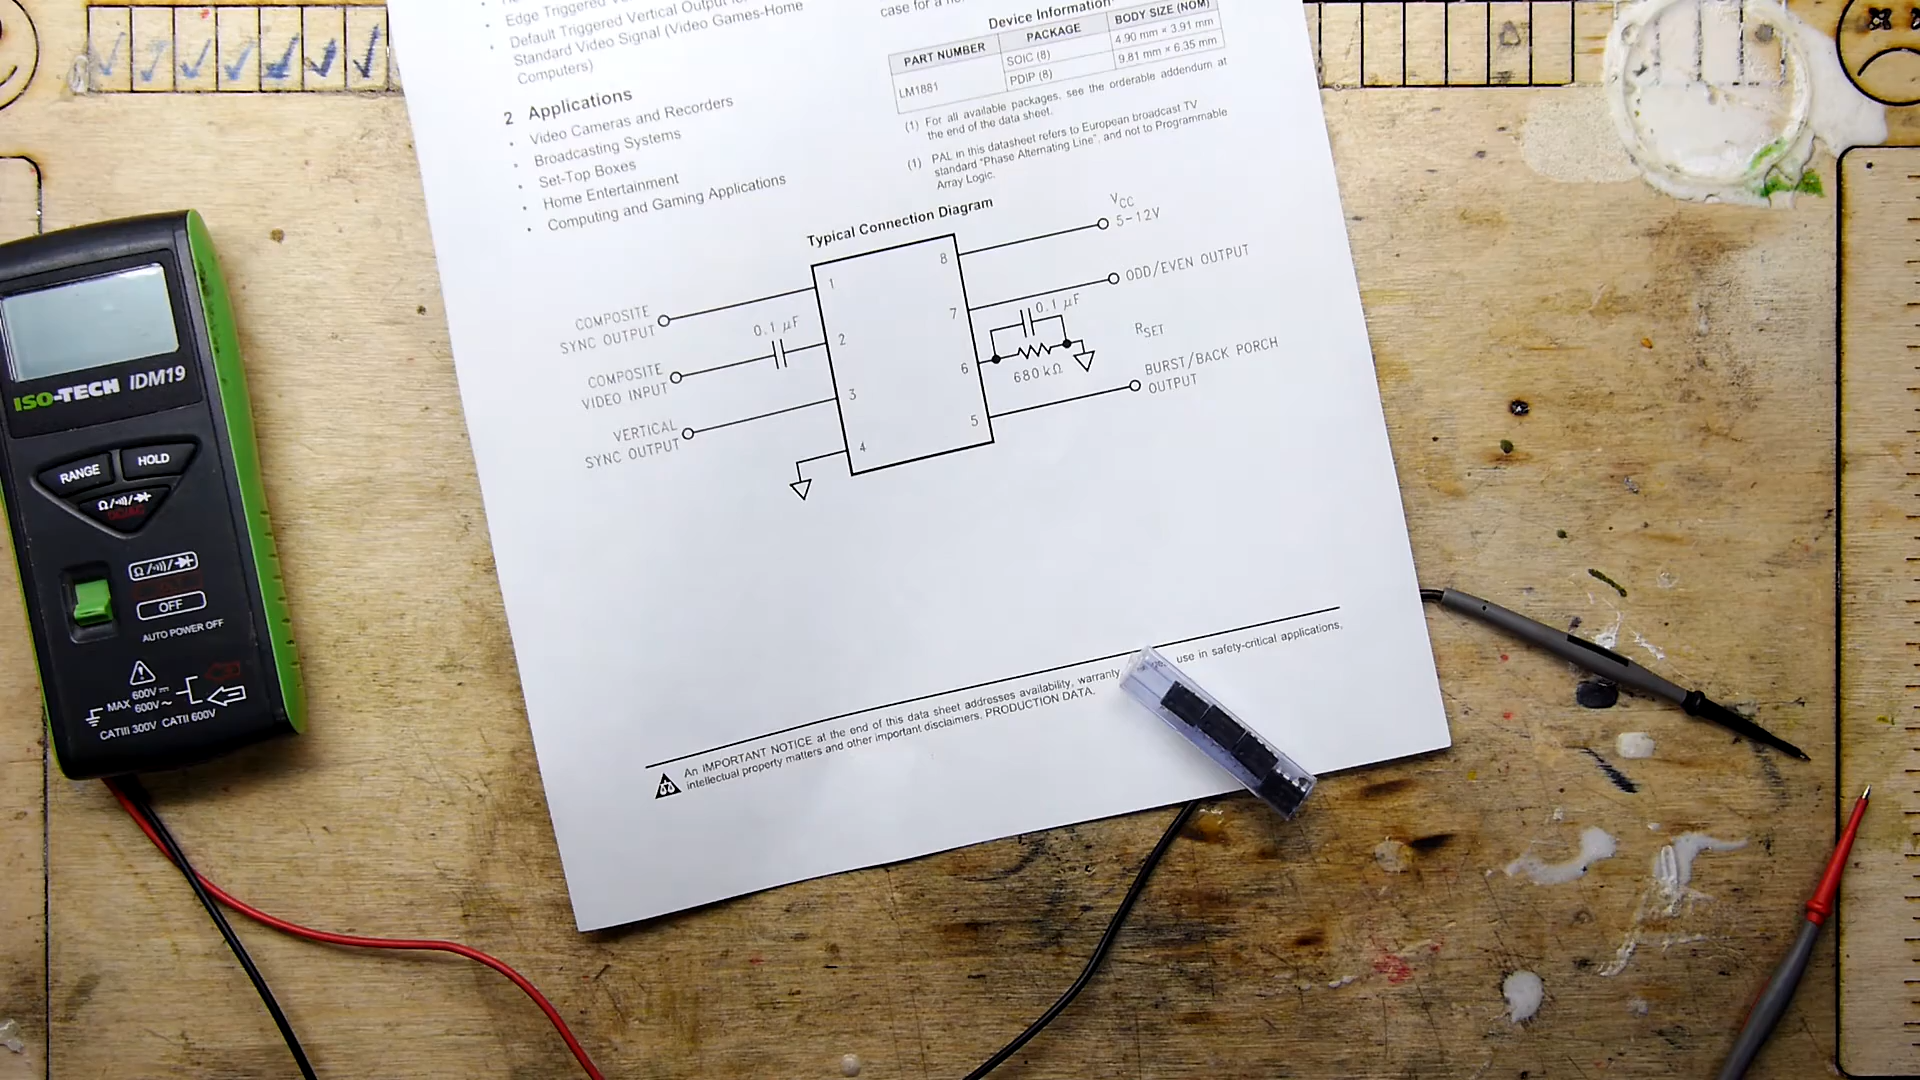 Edge Triggered
Default Triggered Vertical Output
Standard Video Signal (Video Games-Home
Computers)
2 Applications
Video Cameras and Recorders
Broadcasting Systems
Set-Top Boxes
Home Entertainment
Computing and Gaming Applications
case for a
Device Information
PART NUMBER PACKAGE BODY SIZE (NOM)
LM1881 SOIC (8) 4.90 mm × 3.91 mm
PDIP (8) 9.81 mm × 6.35 mm
(1) For all available packages, see the orderable addendum at
the end of the data sheet.
(1) PAL in this datasheet refers to European broadcast TV
standard "Phase Alternating Line", and not to Programmable
Array Logic.
Typical Connection Diagram
COMPOSITE
SYNC OUTPUT
1
0.1 µF
COMPOSITE
VIDEO INPUT
2
VERTICAL
SYNC OUTPUT
3
4
8
VCC
5-12V
7
ODD/EVEN OUTPUT
0.1 µF
RSET
6
680 kΩ
5
BURST/BACK PORCH
OUTPUT
An IMPORTANT NOTICE at the end of this data sheet addresses availability, warranty, use in safety-critical applications,
intellectual property matters and other important disclaimers. PRODUCTION DATA.
ISO-TECH IDM19
RANGE
HOLD
Ω
Ω
OFF
AUTO POWER OFF
MAX 600V
600V~
CATIII 300V CATII 600V